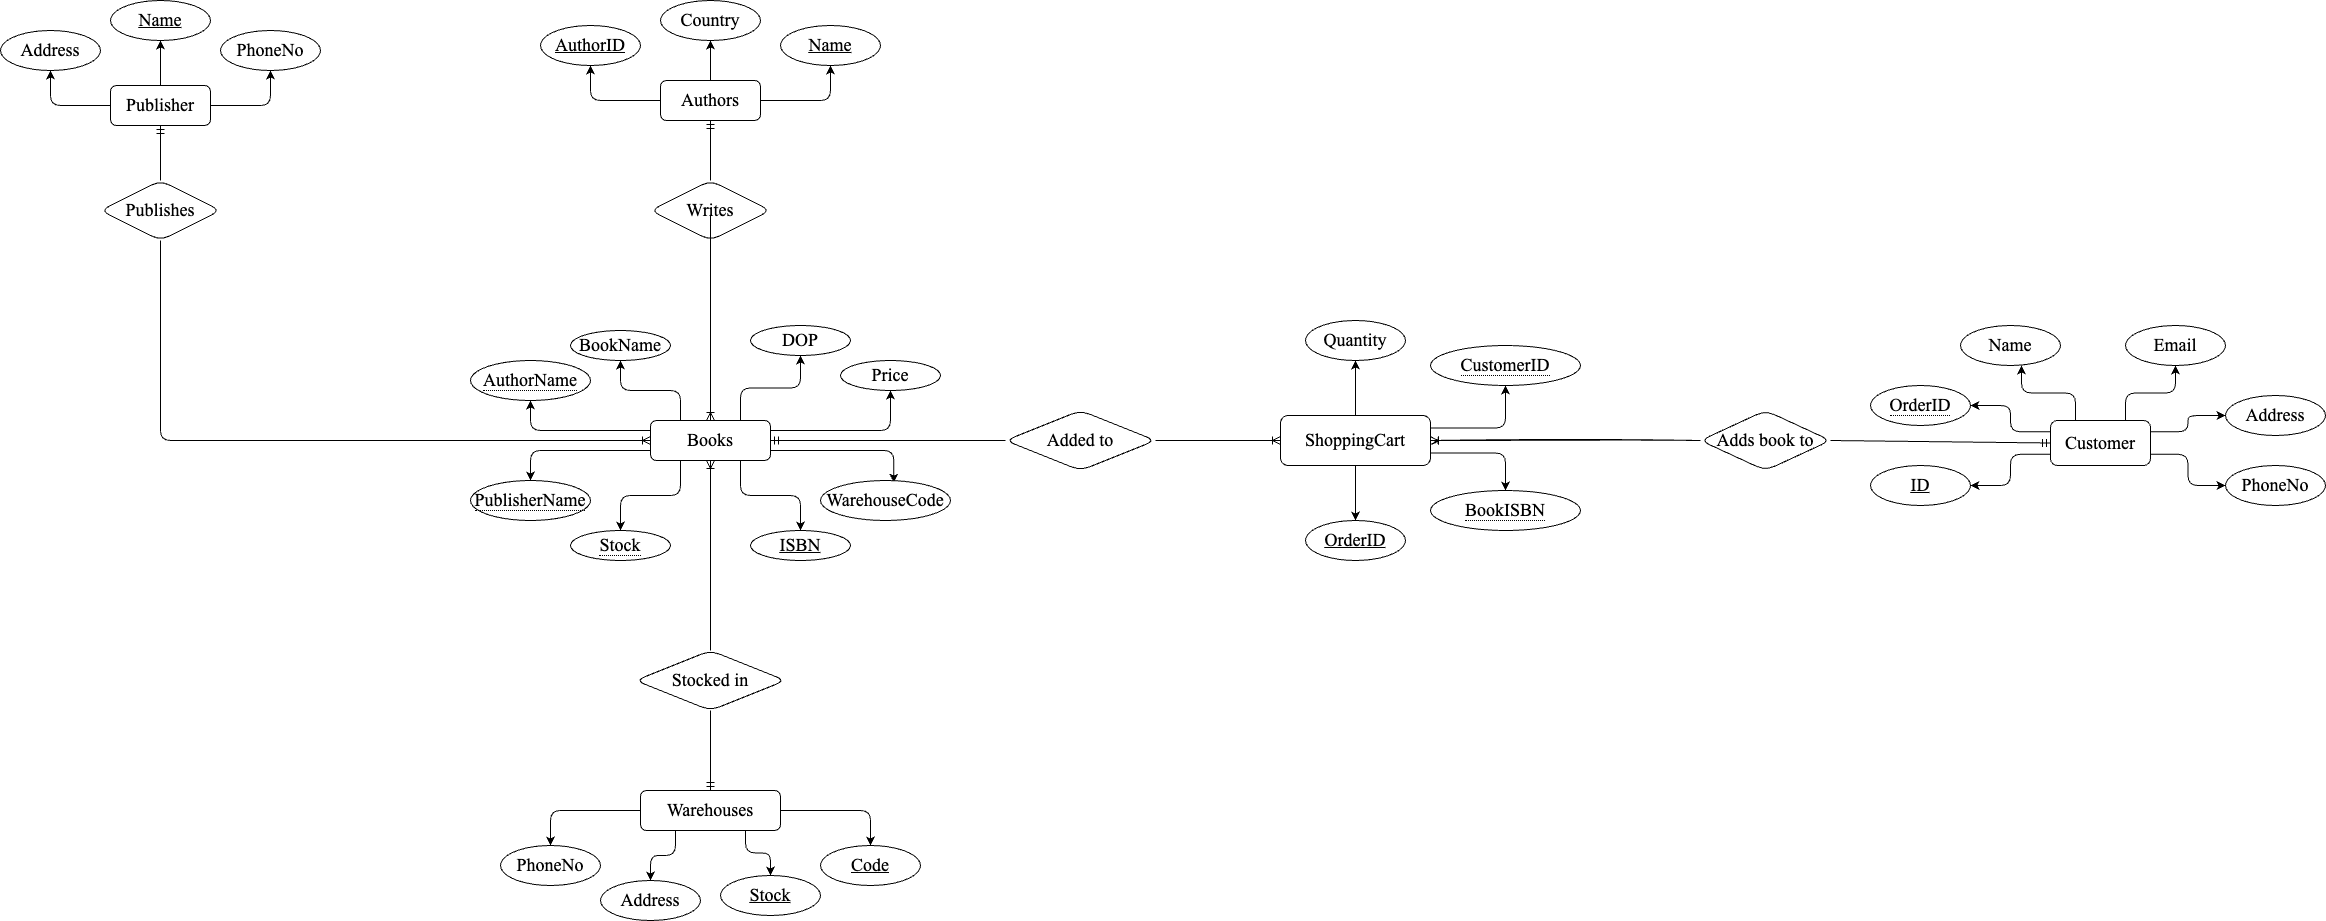 Name
Address
PhoneNo
Publisher
Publishes
Country
AuthorID
Name
Authors
Writes
BookName
DOP
AuthorName
Price
Books
PublisherName
WarehouseCode
Stock
ISBN
Added to
Quantity
CustomerID
ShoppingCart
BookISBN
OrderID
Adds book to
Name
Email
OrderID
Address
Customer
ID
PhoneNo
Stocked in
Warehouses
PhoneNo
Code
Address
Stock